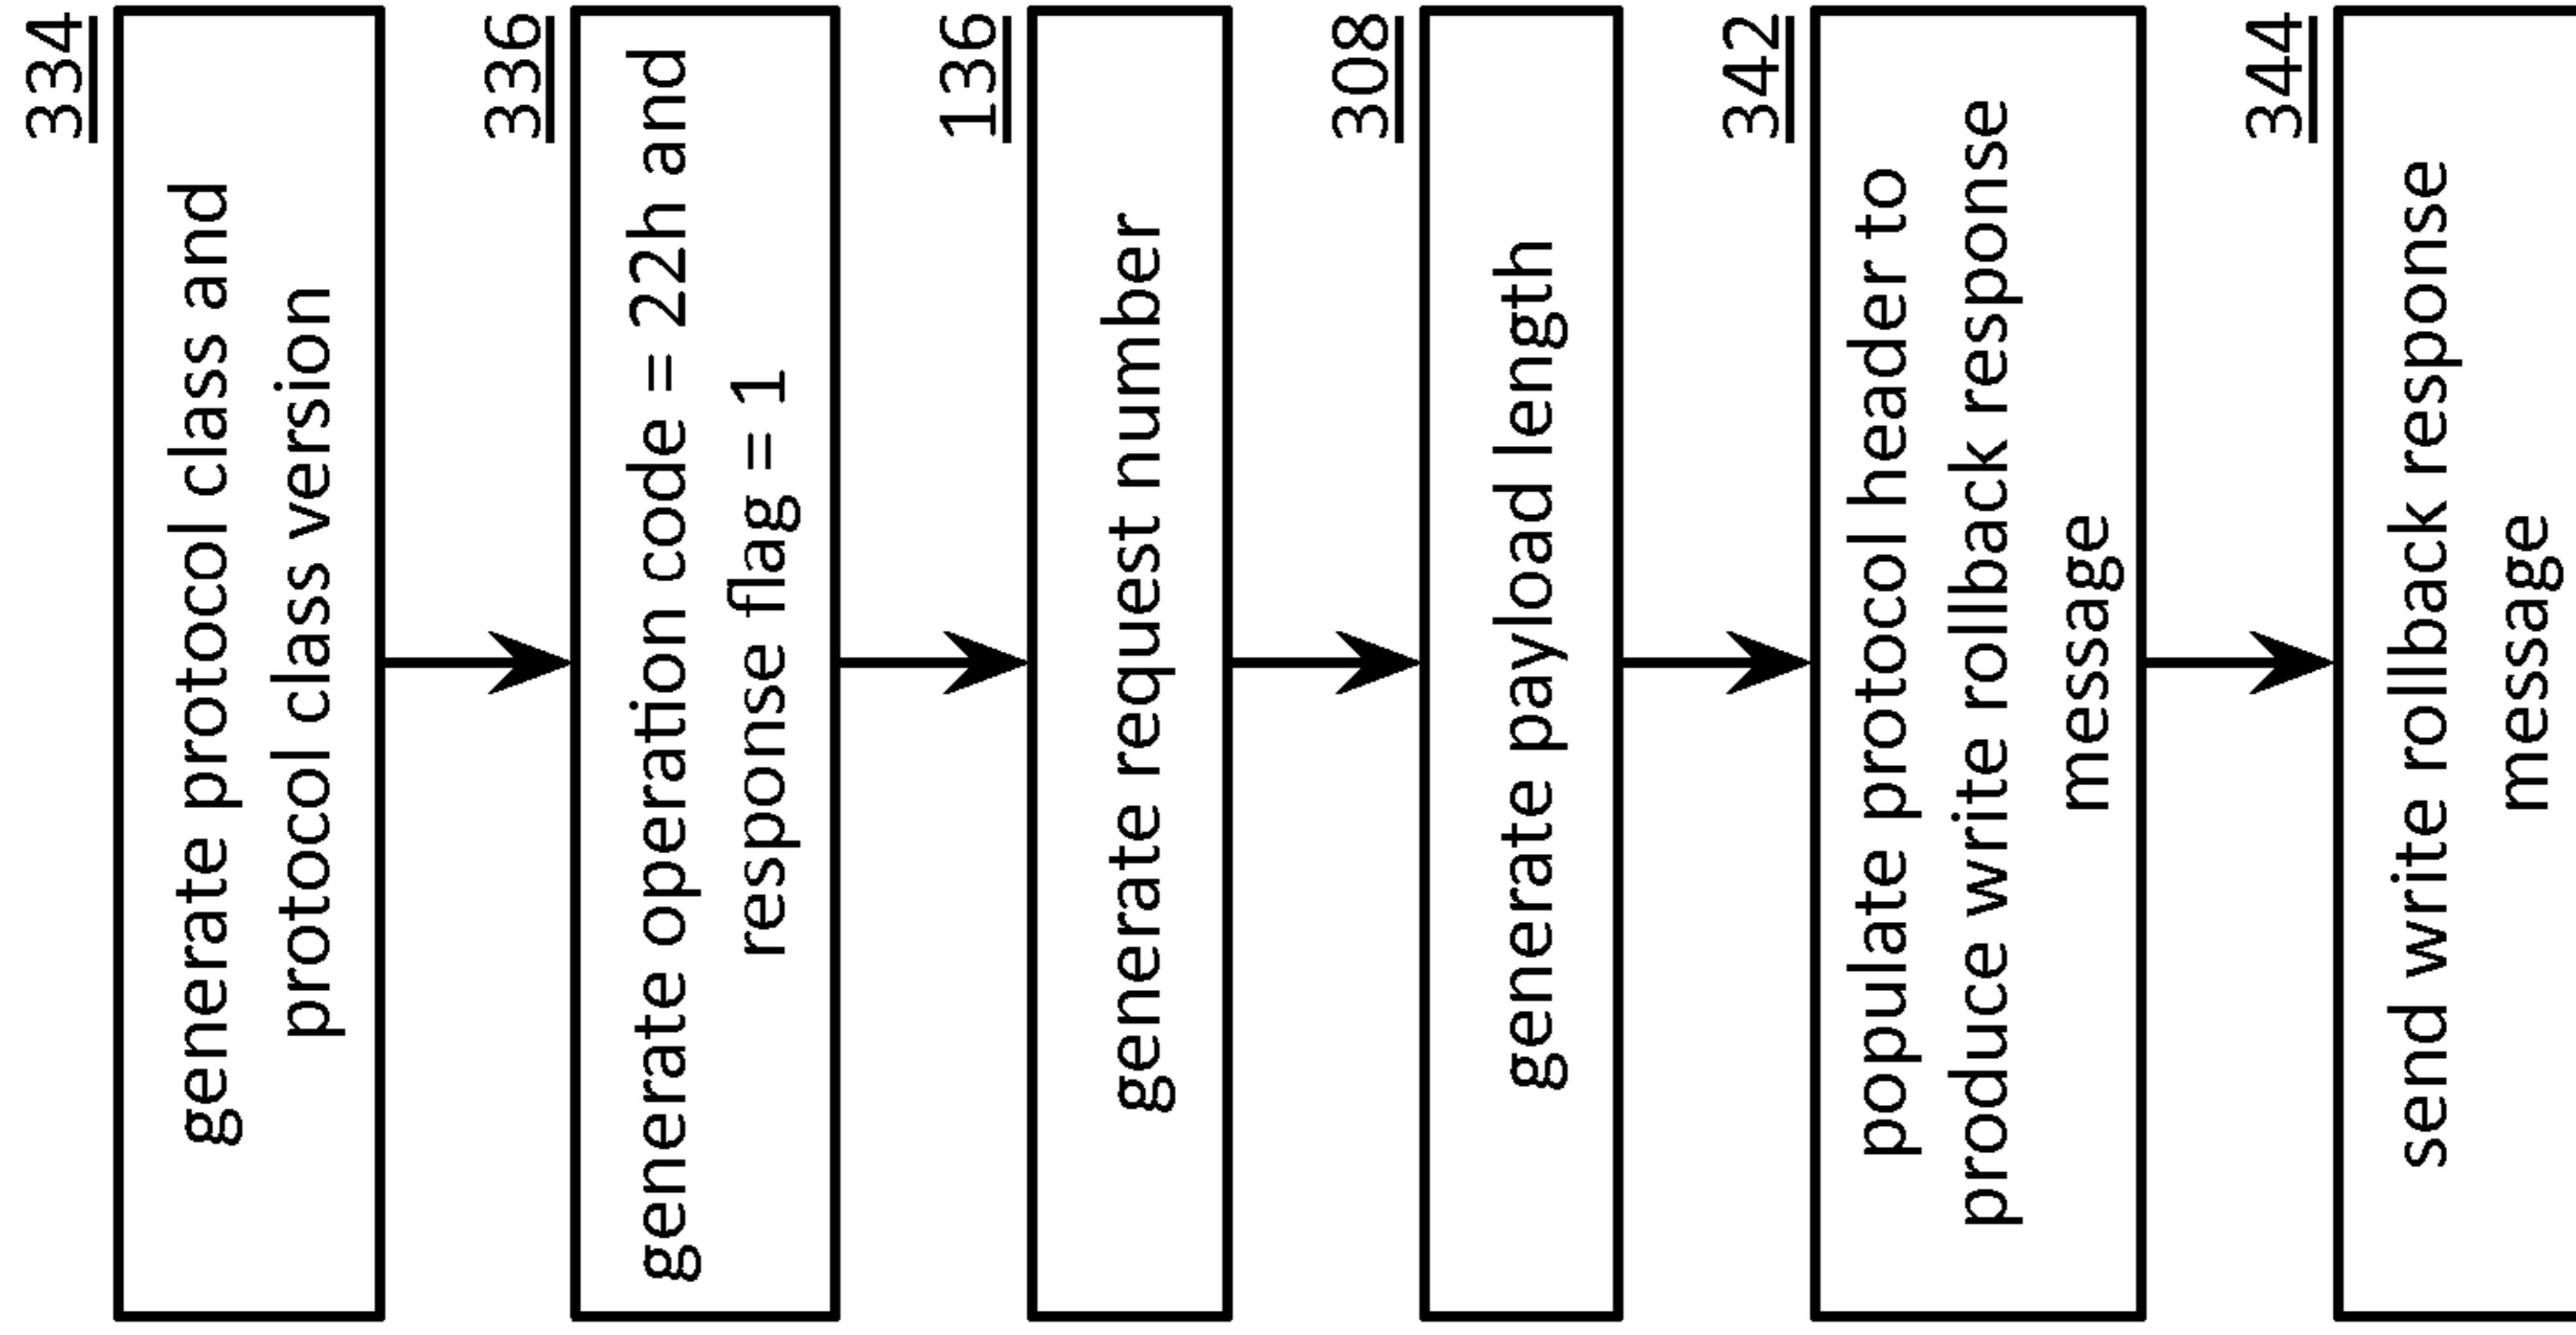 334
generate protocol class and
protocol class version
336
generate operation code = 22h and
response flag = 1
136
generate request number
308
generate payload length
342
populate protocol header to
produce write rollback response
message
344
send write rollback response
message